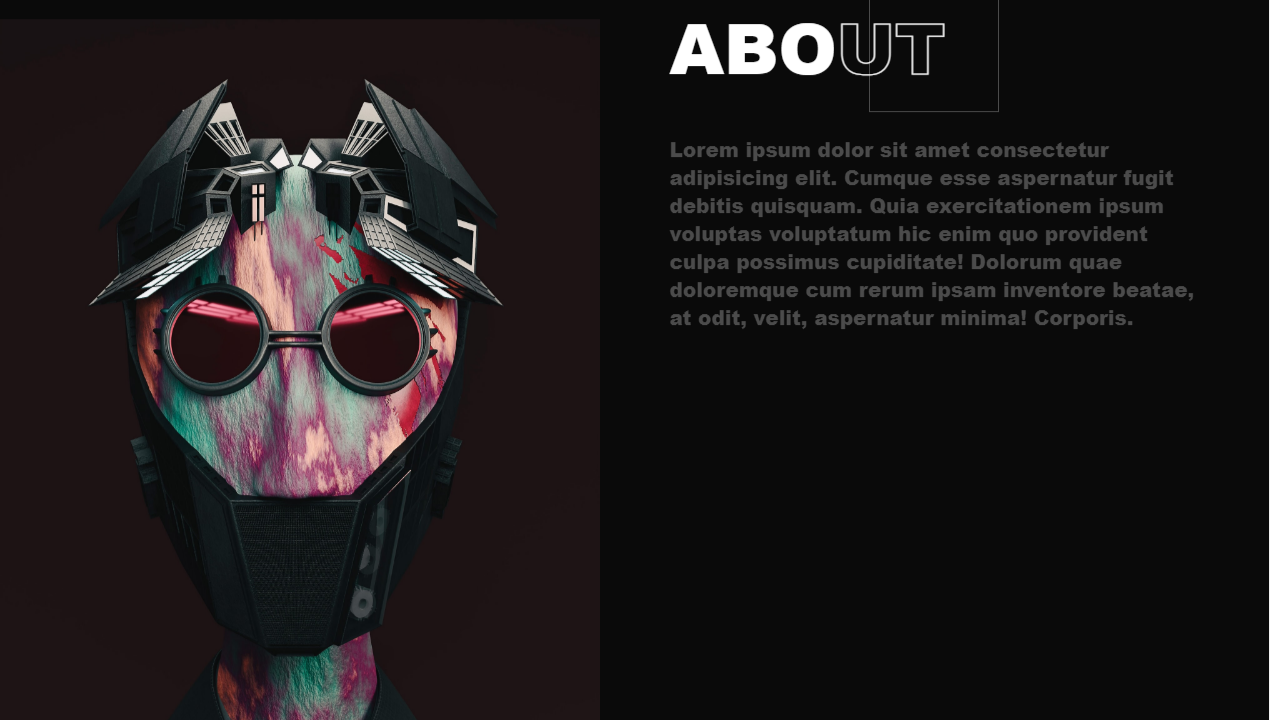 ABOUT
Lorem ipsum dolor sit amet consectetur
adipisicing elit. Cumque esse aspernatur fugit
debitis quisquam. Quia exercitationem ipsum
voluptas voluptatum hic enim quo provident
culpa possimus cupiditate! Dolorum quae
doloremque cum rerum ipsam inventore beatae,
at odit, velit, aspernatur minima! Corporis.